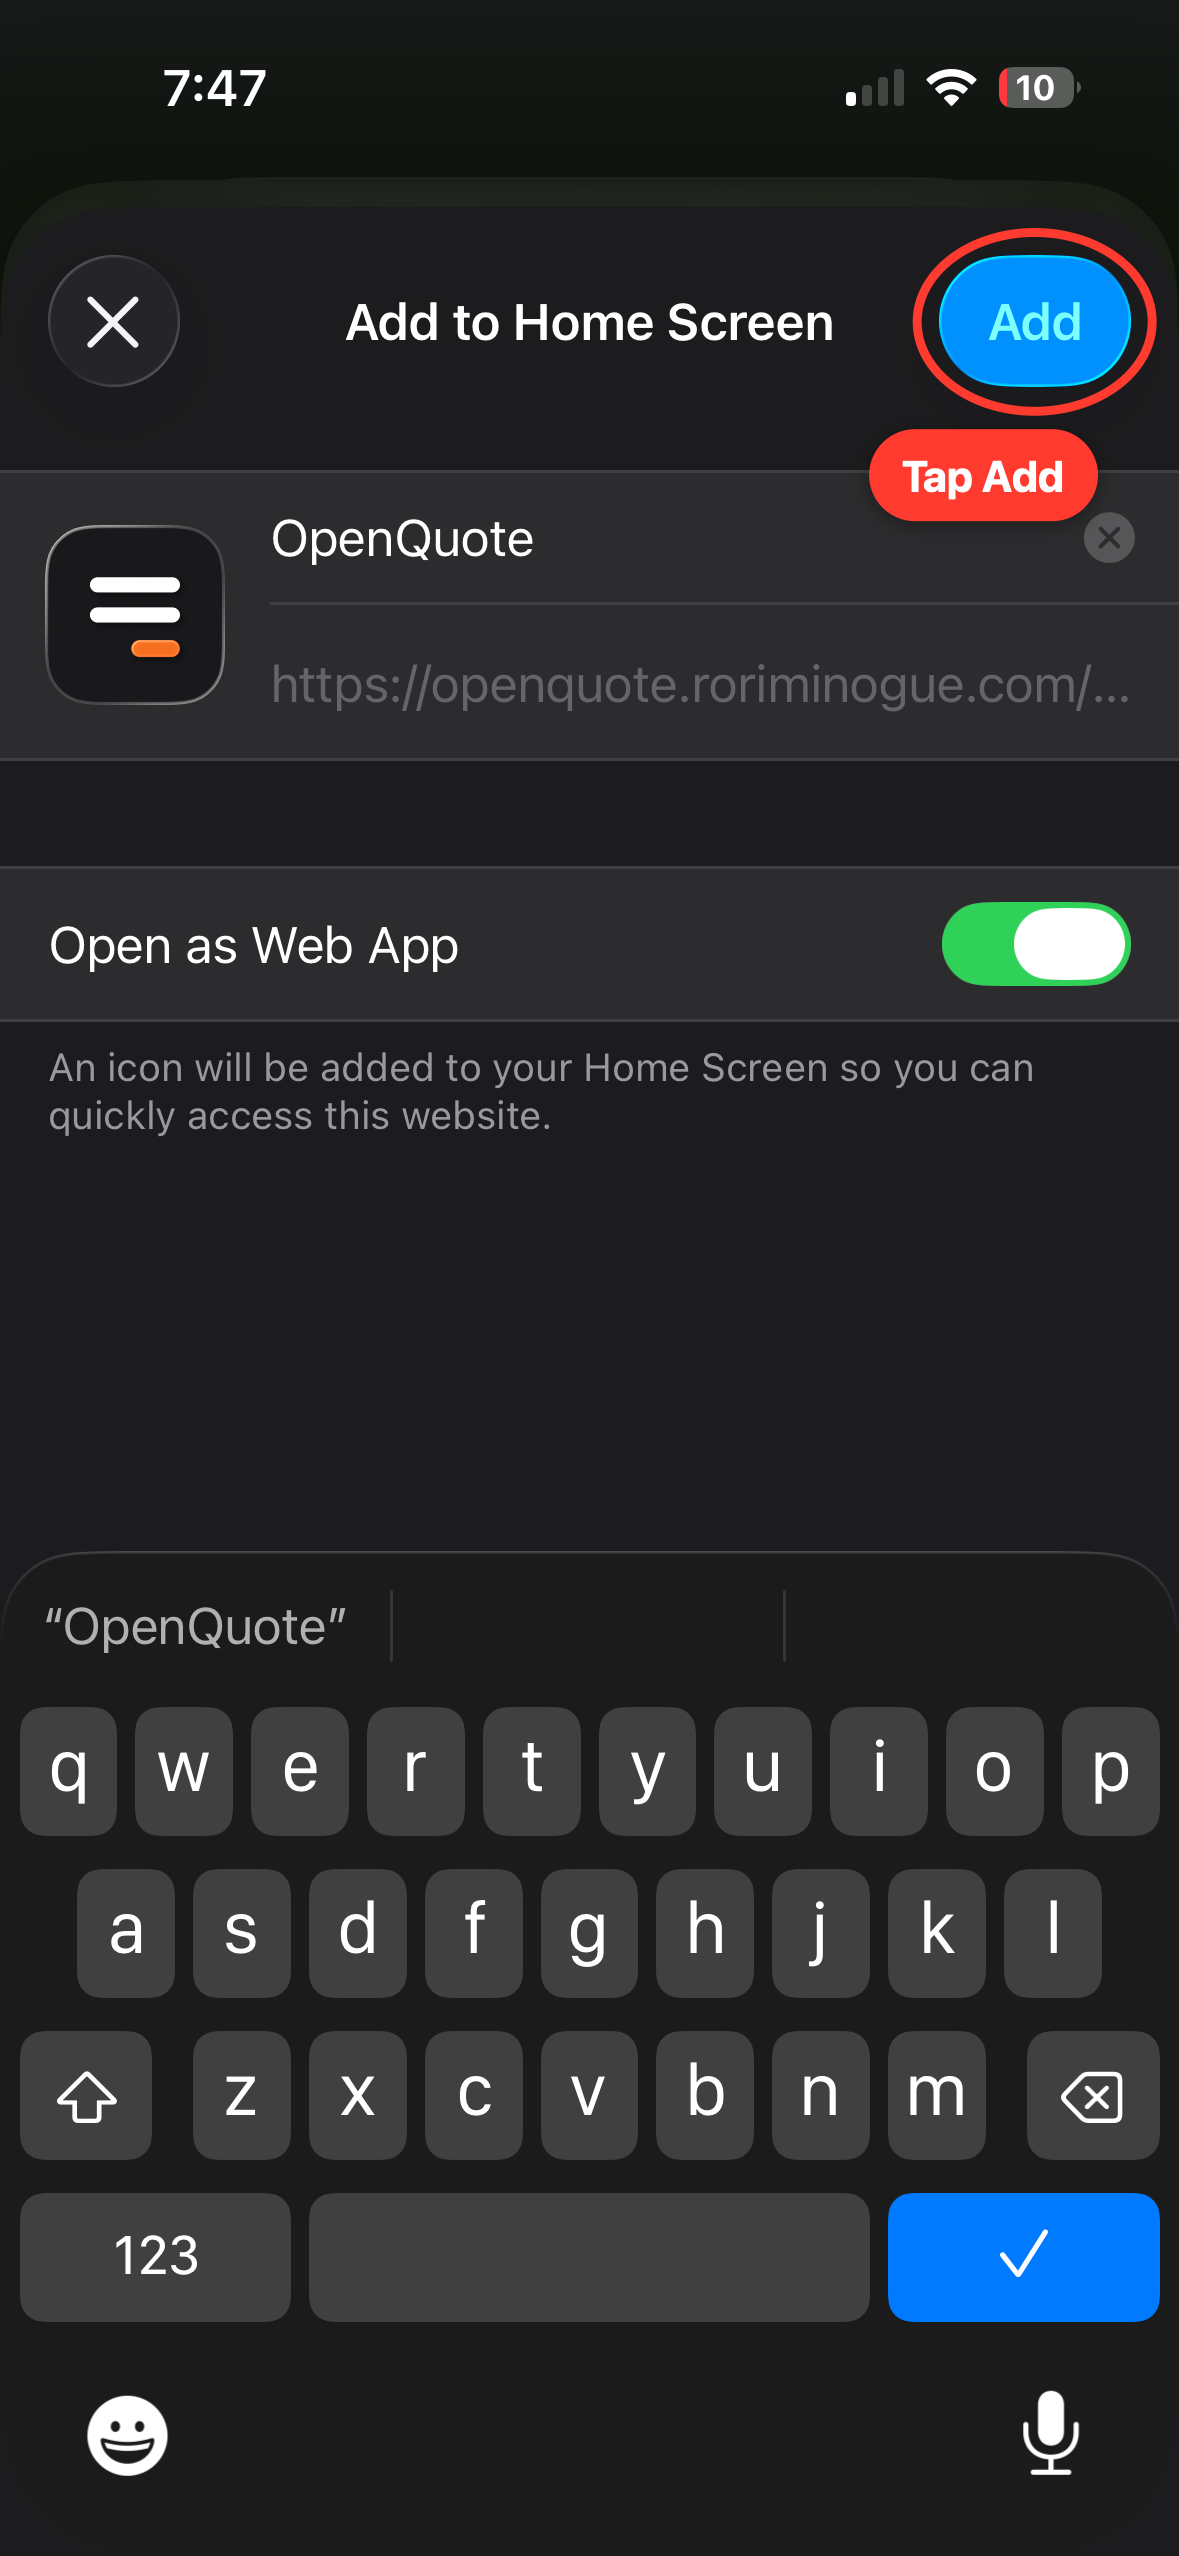 7:47
10
Add to Home Screen
Add
Tap Add
OpenQuote
https://openquote.roriminogue.com/...
Open as Web App
An icon will be added to your Home Screen so you can
quickly access this website.
“OpenQuote”
q w e r t y u i o p
a s d f g h j k l
z x c v b n m
123